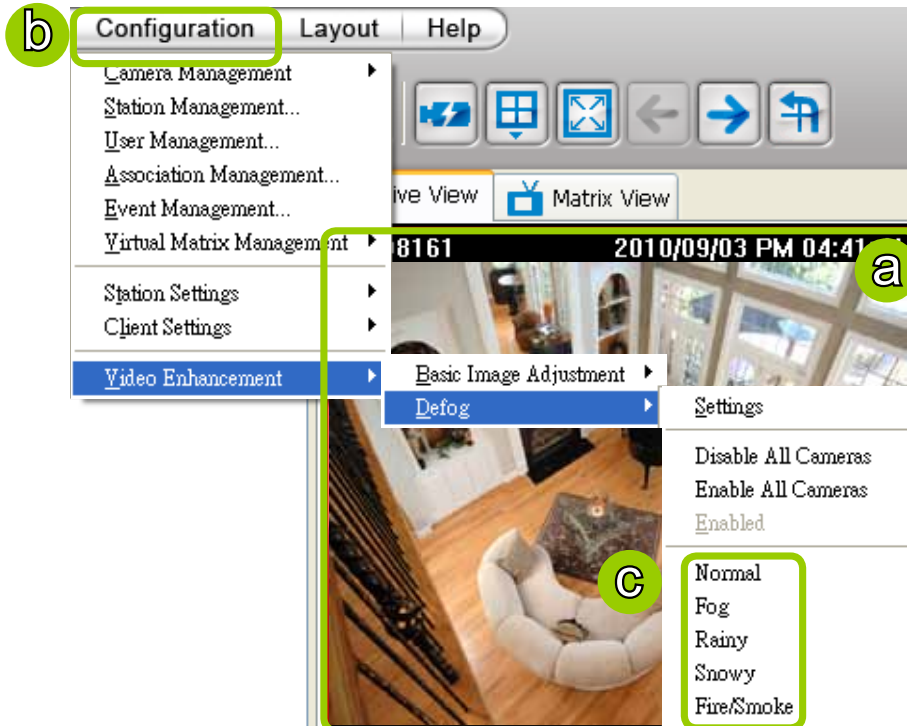 b
Configuration Layout Help
Camera Management
Station Management...
User Management...
Association Management...
Event Management...
Virtual Matrix Management
Station Settings
Client Settings
Video Enhancement
ive View
Matrix View
8161 2010/09/03 PM 04:41
a
Basic Image Adjustment
Defog
Settings
Disable All Cameras
Enable All Cameras
Enabled
c
Normal
Fog
Rainy
Snowy
Fire/Smoke